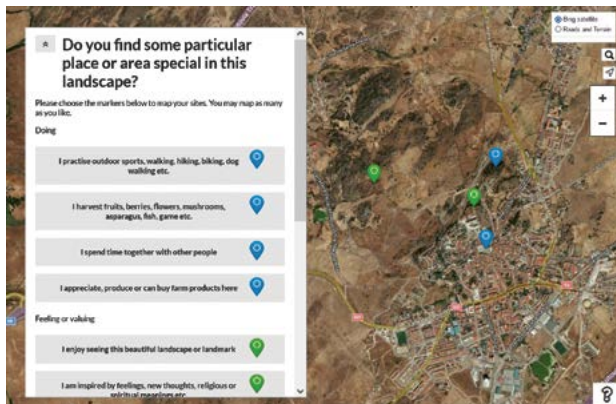 Do you find some particular
place or area special in this
landscape?
Bing satellite
Roads and Terrain
Please choose the markers below to map your sites. You may map as many
as you like.
Doing:
I practise outdoor sports, walking, hiking, biking, dog
walking etc.
I harvest fruits, berries, flowers, mushrooms,
asparagus, fish, game etc.
I spend time together with other people
I appreciate, produce or can buy farm products here
Feeling or valuing:
I enjoy seeing this beautiful landscape or landmark
I am inspired by feelings, new thoughts, religious or
spiritual meanings etc